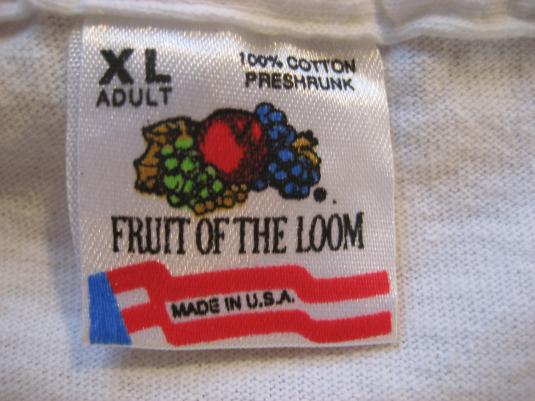 XL
ADULT
100% COTTON
PRESHRUNK
FRUIT OF THE LOOM
MADE IN U.S.A.